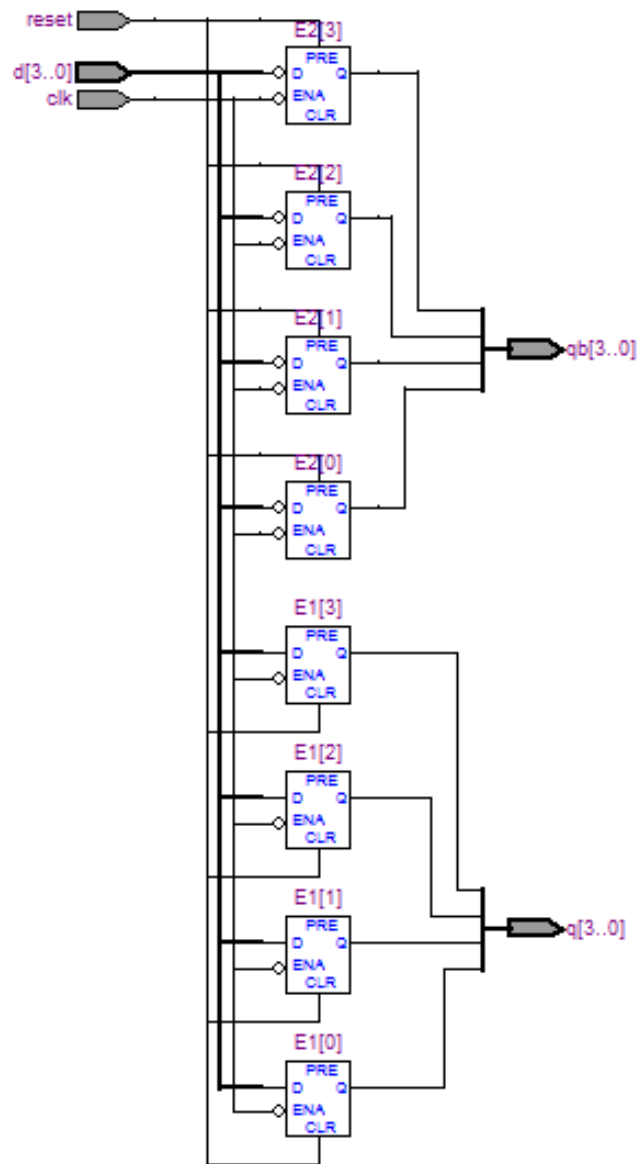 reset
d[3..0]
clk
E2[3]
PRE
D Q
ENA
CLR
E2[2]
PRE
D Q
ENA
CLR
E2[1]
PRE
D Q
ENA
CLR
qb[3..0]
E2[0]
PRE
D Q
ENA
CLR
E1[3]
PRE
D Q
ENA
CLR
E1[2]
PRE
D Q
ENA
CLR
E1[1]
PRE
D Q
ENA
CLR
q[3..0]
E1[0]
PRE
D Q
ENA
CLR